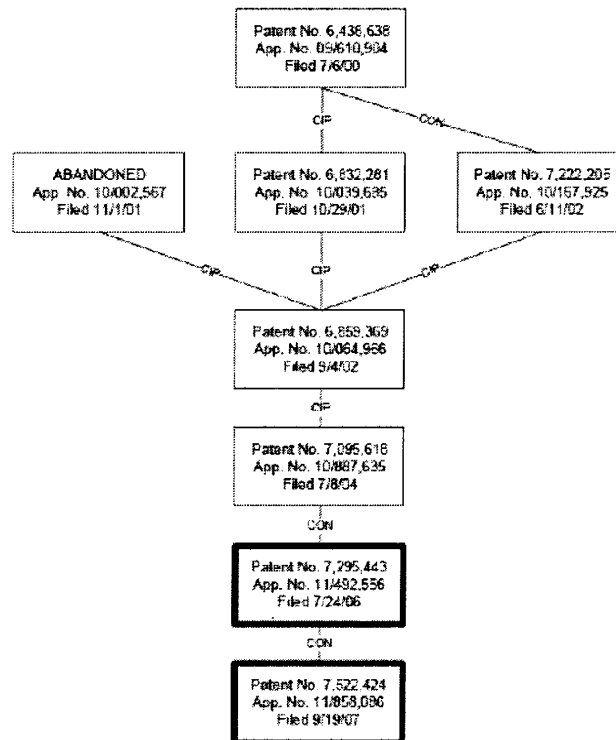 Patent No. 6,438,638
App. No. 09/610,904
Filed 7/6/00
CIP
CON
ABANDONED
App. No. 10/002,567
Filed 11/1/01
Patent No. 6,832,281
App. No. 10/039,685
Filed 10/29/01
Patent No. 7,222,205
App. No. 10/167,925
Filed 6/11/02
CIP
CIP
CIP
Patent No. 6,859,369
App. No. 10/064,966
Filed 9/4/02
CIP
Patent No. 7,095,618
App. No. 10/887,635
Filed 7/8/04
CON
Patent No. 7,295,443
App. No. 11/492,556
Filed 7/24/06
CON
Patent No. 7,522,424
App. No. 11/858,086
Filed 9/19/07